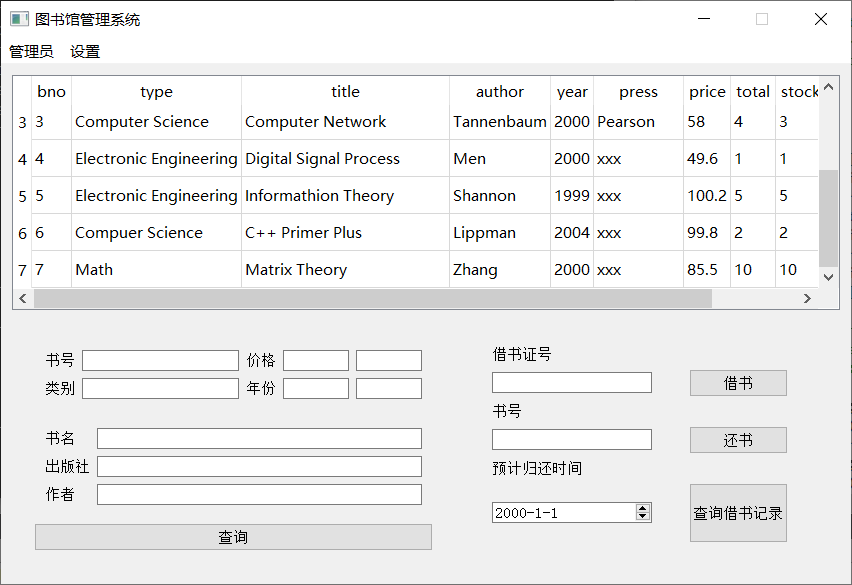 图书馆管理系统
管理员 设置
bno type title author year press price total stock
3 3 Computer Science Computer Network Tannenbaum 2000 Pearson 58 4 3
4 4 Electronic Engineering Digital Signal Process Men 2000 xxx 49.6 1 1
5 5 Electronic Engineering Informathion Theory Shannon 1999 xxx 100.2 5 5
6 6 Compuer Science C++ Primer Plus Lippman 2004 xxx 99.8 2 2
7 7 Math Matrix Theory Zhang 2000 xxx 85.5 10 10
书号 价格
类别 年份
书名
出版社
作者
查询
借书证号
借书
书号
还书
预计归还时间
2000-1-1
查询借书记录